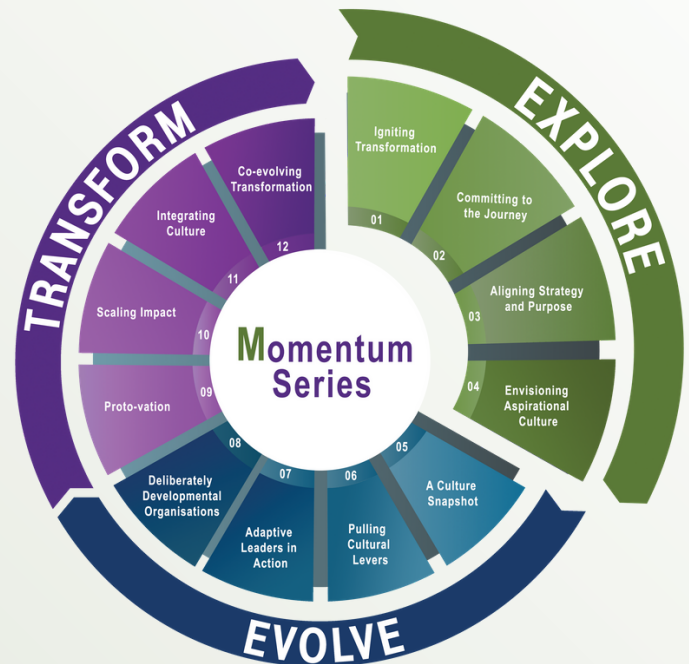 Momentum
Series
EXPLORE
Igniting
Transformation
01
Committing to
the Journey
02
Aligning Strategy
and Purpose
03
Envisioning
Aspirational
Culture
04
EVOLVE
A Culture
Snapshot
05
Pulling
Cultural
Levers
06
Adaptive
Leaders in
Action
07
Deliberately
Developmental
Organisations
08
TRANSFORM
Proto-vation
09
Scaling Impact
10
Integrating
Culture
11
Co-evolving
Transformation
12